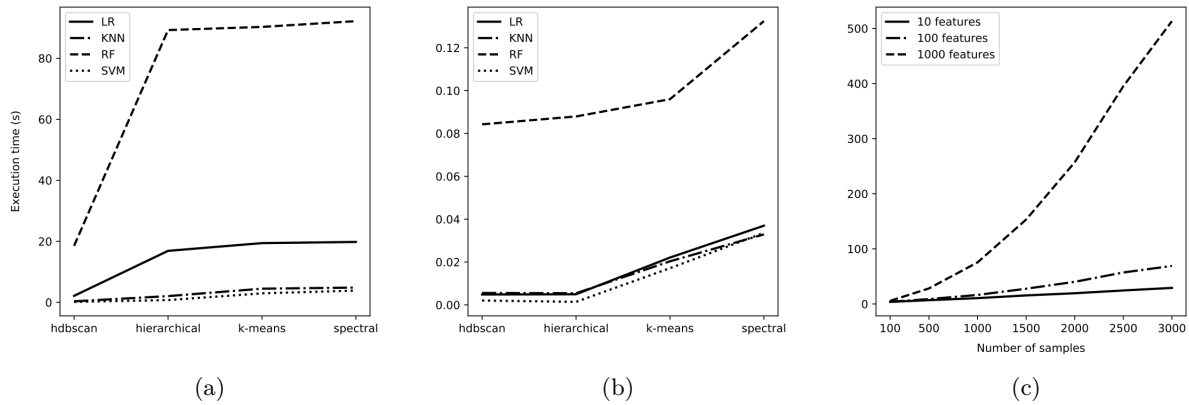 LR
KNN
RF
SVM
Execution time (s)
80
60
40
20
0
hdbscan
hierarchical
k-means
spectral
(a)
LR
KNN
RF
SVM
0.12
0.10
0.08
0.06
0.04
0.02
0.00
hdbscan
hierarchical
k-means
spectral
(b)
10 features
100 features
1000 features
500
400
300
200
100
0
100
500
1000
1500
2000
2500
3000
Number of samples
(c)